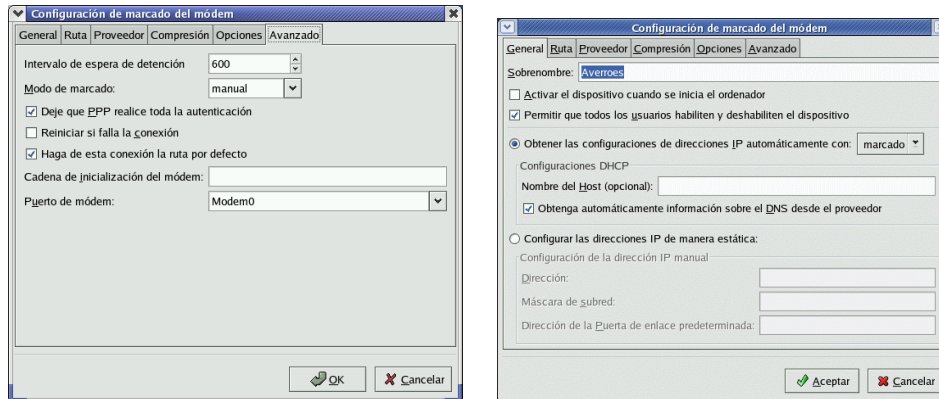 Configuración de marcado del módem
General Ruta Proveedor Compresión Opciones Avanzado
Intervalo de espera de detención 600
Modo de marcado: manual
Deje que PPP realice toda la autenticación
Reiniciar si falla la conexión
Haga de esta conexión la ruta por defecto
Cadena de inicialización del módem:
Puerto de módem: Modem0
OK Cancelar
Configuración de marcado del módem
General Ruta Proveedor Compresión Opciones Avanzado
Sobrenombre: Averroes
Activar el dispositivo cuando se inicia el ordenador
Permitir que todos los usuarios habiliten y deshabiliten el dispositivo
Obtener las configuraciones de direcciones IP automáticamente con: marcado
Configuraciones DHCP
Nombre del Host (opcional):
Obtenga automáticamente información sobre el DNS desde el proveedor
Configurar las direcciones IP de manera estática:
Configuración de la dirección IP manual
Dirección:
Máscara de subred:
Dirección de la Puerta de enlace predeterminada:
Aceptar Cancelar